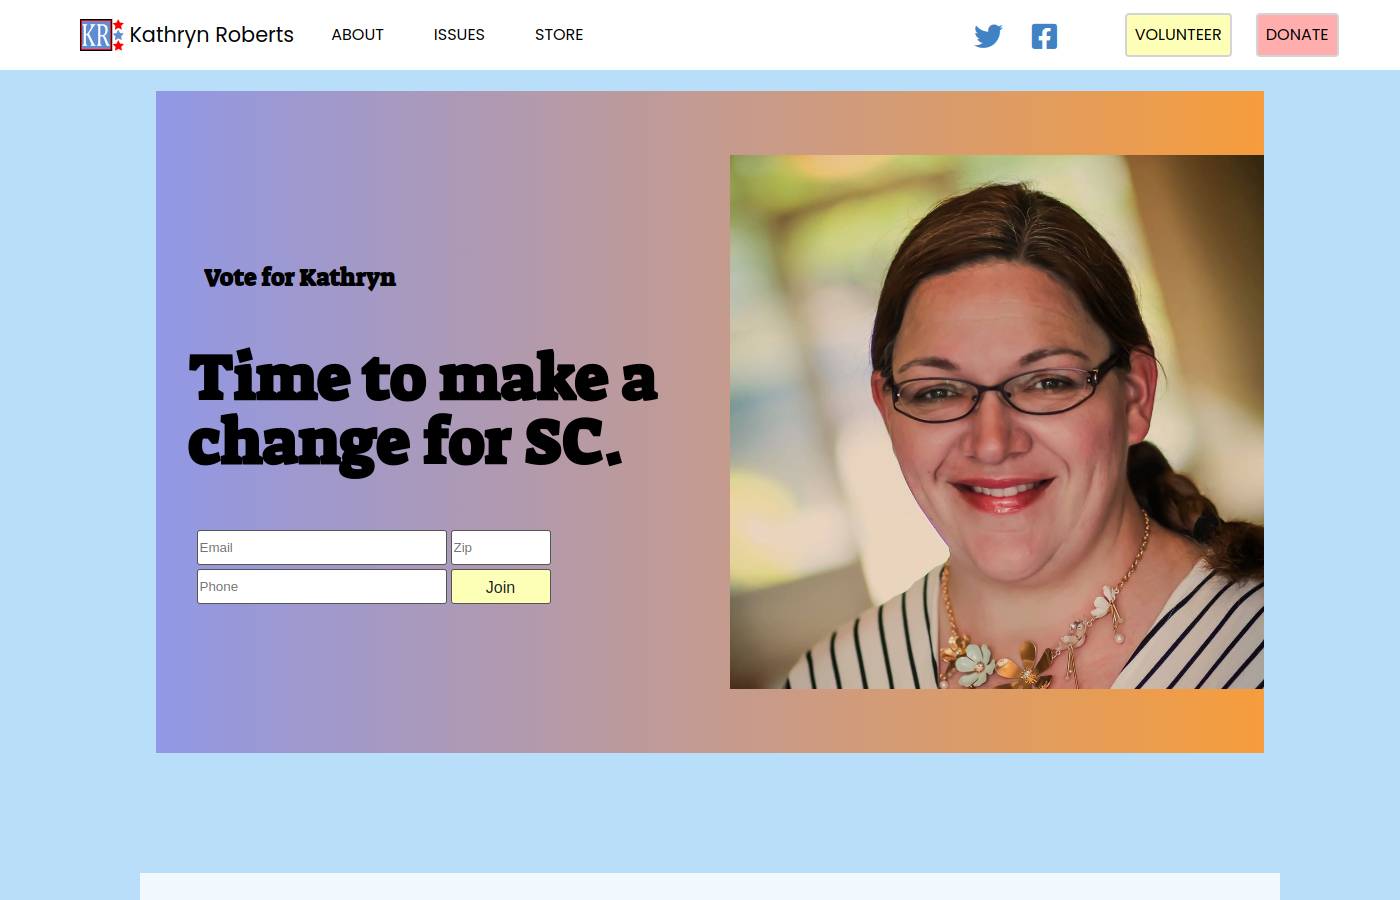 KR Kathryn Roberts ABOUT ISSUES STORE VOLUNTEER DONATE
Vote for Kathryn
Time to make a
change for SC.
Email Zip
Phone Join